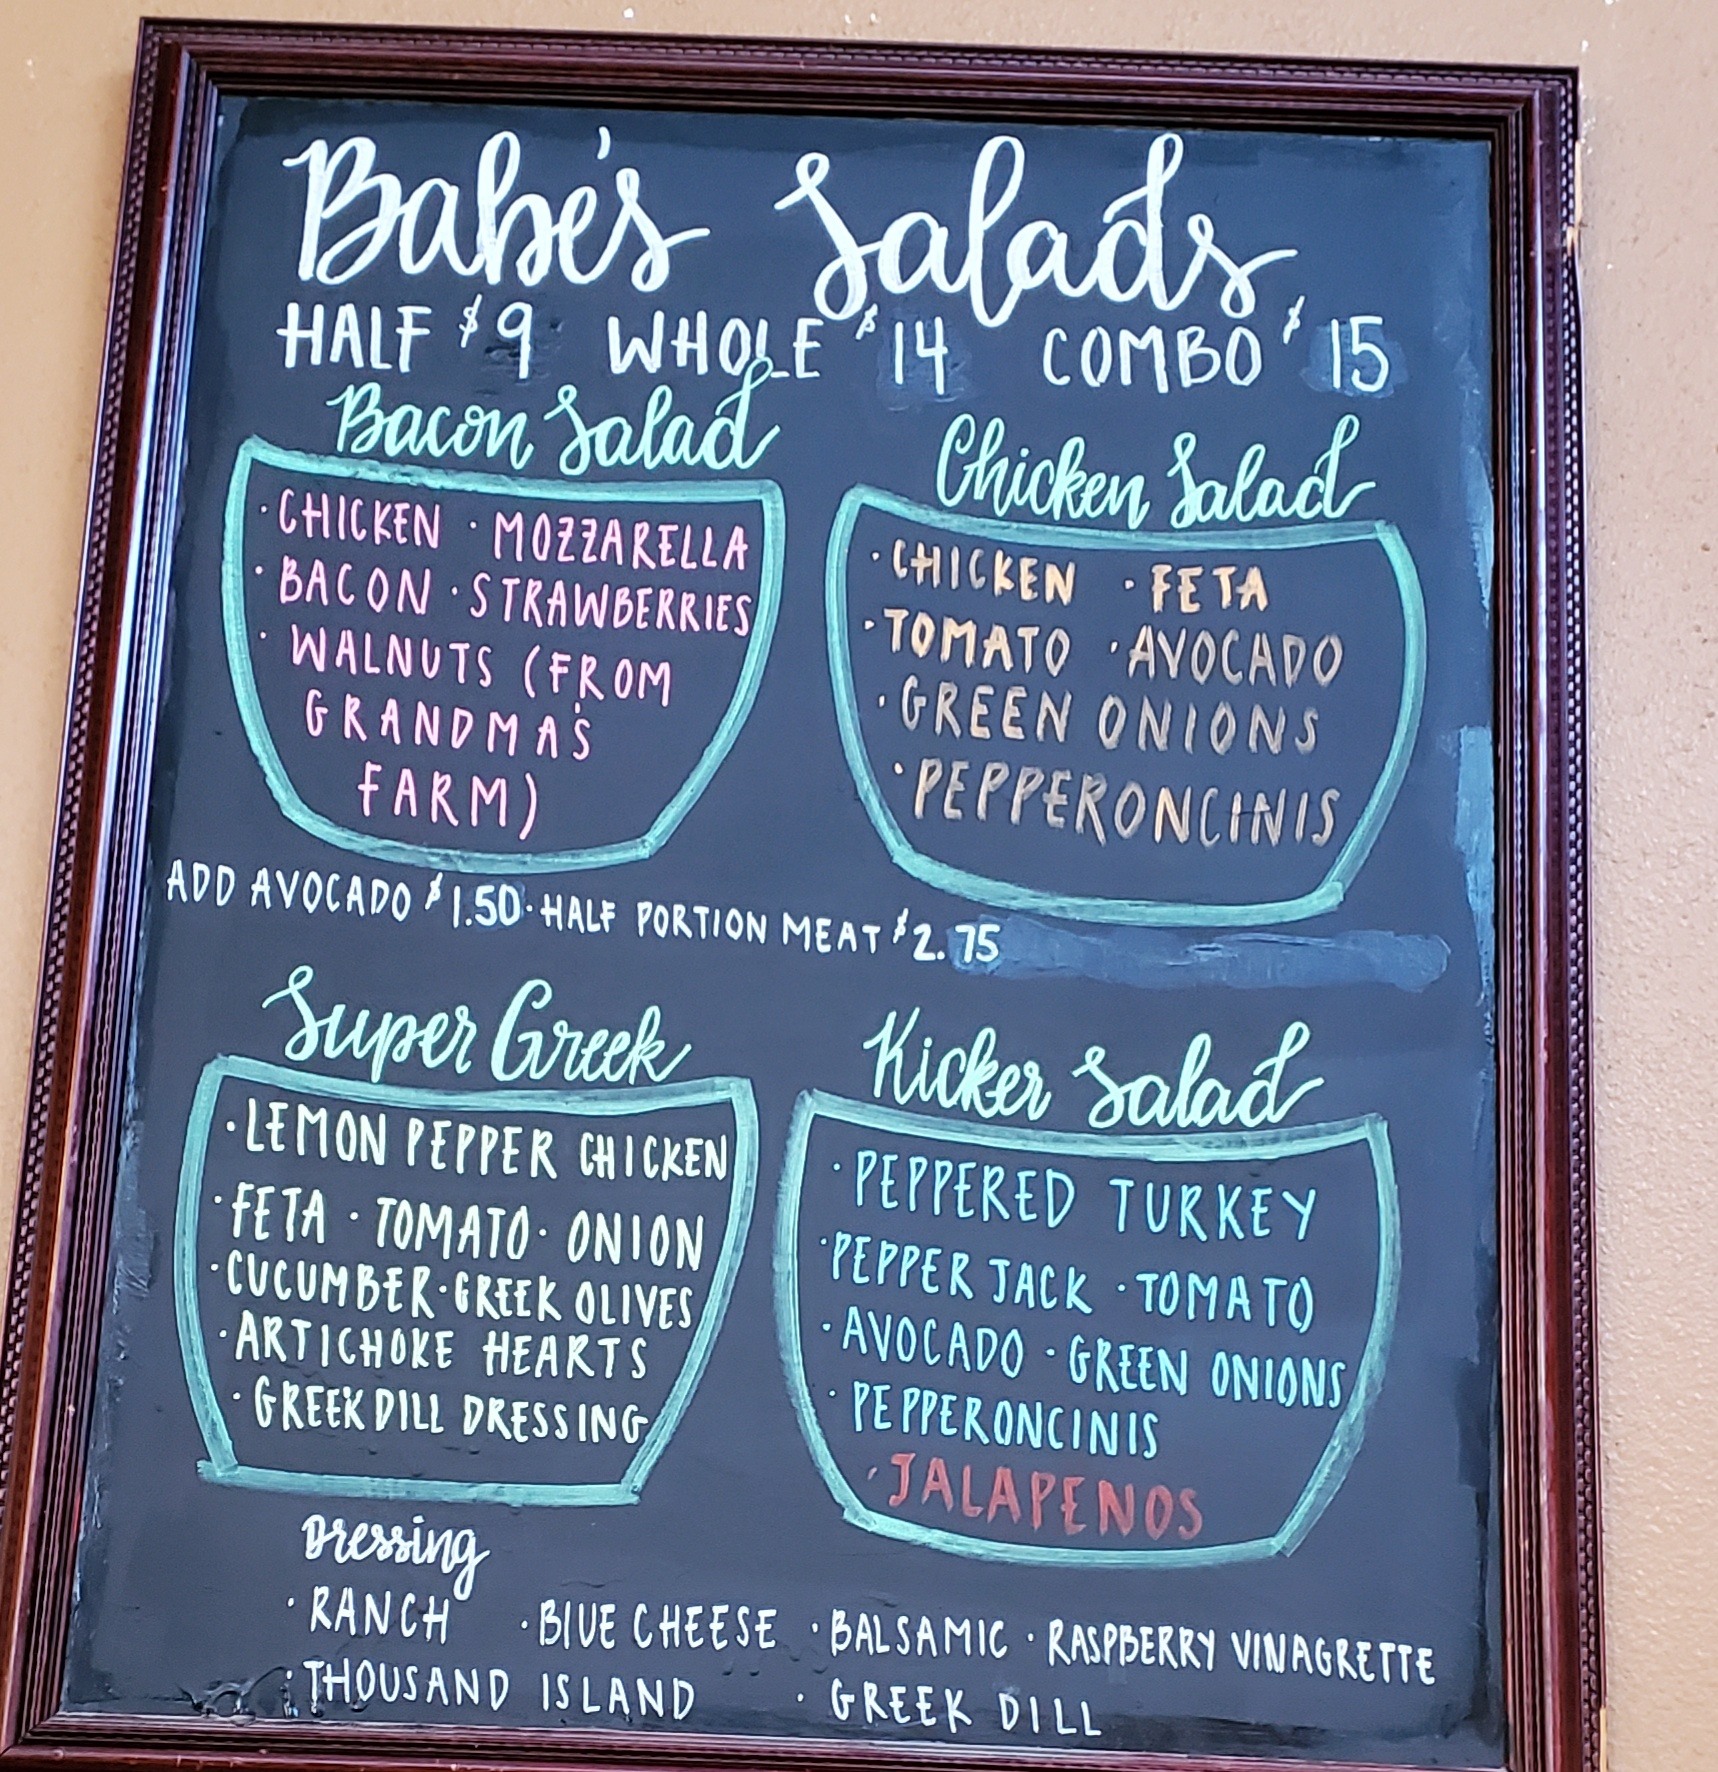 Babe's Salads
HALF $9 WHOLE $14 COMBO $15
Bacon Salad
· CHICKEN · MOZZARELLA
· BACON · STRAWBERRIES
· WALNUTS (FROM
GRANDMA'S
FARM)
Chicken Salad
· CHICKEN · FETA
· TOMATO · AVOCADO
· GREEN ONIONS
· PEPPERONCINIS
ADD AVOCADO $1.50 · HALF PORTION MEAT $2.75
Super Greek
· LEMON PEPPER CHICKEN
· FETA · TOMATO · ONION
· CUCUMBER · GREEK OLIVES
· ARTICHOKE HEARTS
· GREEK DILL DRESSING
Kicker Salad
· PEPPERED TURKEY
· PEPPER JACK · TOMATO
· AVOCADO · GREEN ONIONS
· PEPPERONCINIS
· JALAPENOS
Dressing
· RANCH · BLUE CHEESE · BALSAMIC · RASPBERRY VINAGRETTE
· THOUSAND ISLAND · GREEK DILL